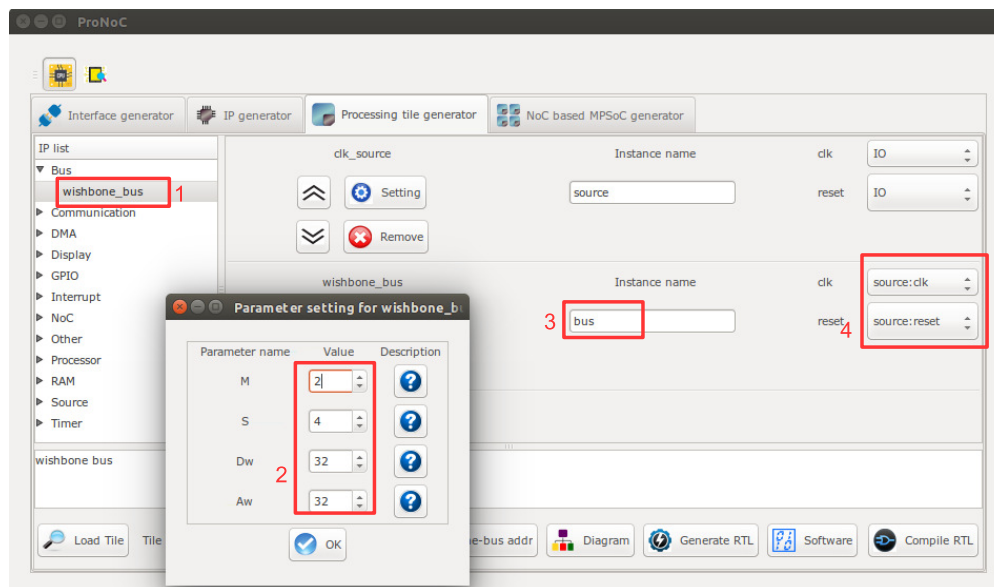 ProNoC
Interface generator
IP generator
Processing tile generator
NoC based MPSoC generator
IP list
Bus
wishbone_bus
1
Communication
DMA
Display
GPIO
Interrupt
NoC
Other
Processor
RAM
Source
Timer
clk_source
Instance name
clk
IO
Setting
source
reset
IO
Remove
wishbone_bus
Instance name
clk
source:clk
3
bus
reset
4
source:reset
Parameter setting for wishbone_b
Parameter name
Value
Description
M
2
S
4
Dw
32
2
Aw
32
OK
wishbone bus
Load Tile
Tile
e-bus addr
Diagram
Generate RTL
Software
Compile RTL